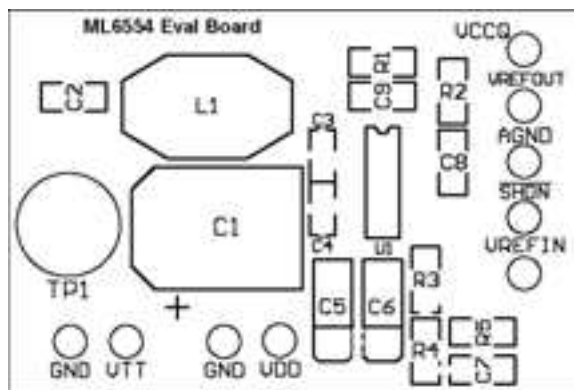 ML6554 Eval Board
VCCQ
R1
VREFOUT
C2
L1
C9
R2
C3
AGND
C8
SHDN
C1
C4
U1
VREFIN
TP1
R3
+
C5
C6
R4
C7
GND
VTT
GND
VDD